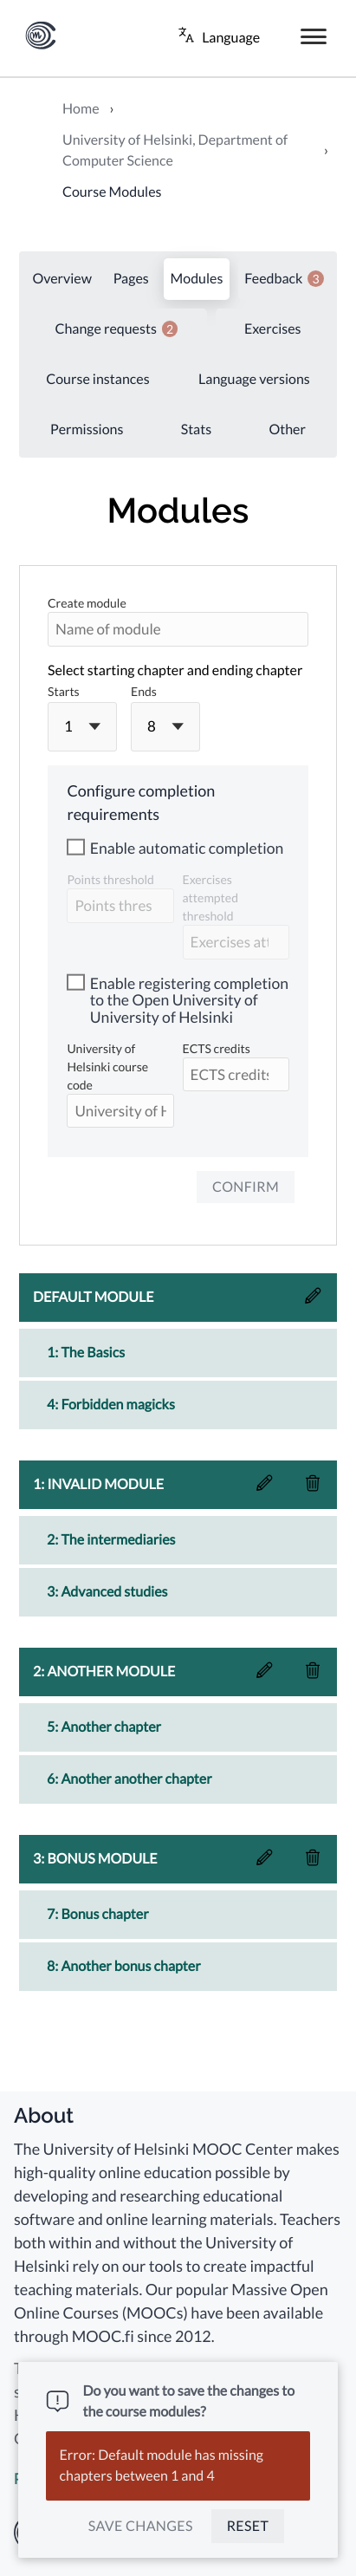 Language
Home ›
University of Helsinki, Department of
Computer Science ›
Course Modules
Overview Pages Modules Feedback 3
Change requests 2 Exercises
Course instances Language versions
Permissions Stats Other
Modules
Create module
Name of module
Select starting chapter and ending chapter
Starts Ends
1 8
Configure completion
requirements
Enable automatic completion
Points threshold
Points thres
Exercises
attempted
threshold
Exercises att
Enable registering completion
to the Open University of
University of Helsinki
University of
Helsinki course
code
University of H
ECTS credits
ECTS credits
CONFIRM
DEFAULT MODULE
1: The Basics
4: Forbidden magicks
1: INVALID MODULE
2: The intermediaries
3: Advanced studies
2: ANOTHER MODULE
5: Another chapter
6: Another another chapter
3: BONUS MODULE
7: Bonus chapter
8: Another bonus chapter
About
The University of Helsinki MOOC Center makes
high-quality online education possible by
developing and researching educational
software and online learning materials. Teachers
both within and without the University of
Helsinki rely on our tools to create impactful
teaching materials. Our popular Massive Open
Online Courses (MOOCs) have been available
through MOOC.fi since 2012.
Do you want to save the changes to
the course modules?
Error: Default module has missing
chapters between 1 and 4
SAVE CHANGES RESET